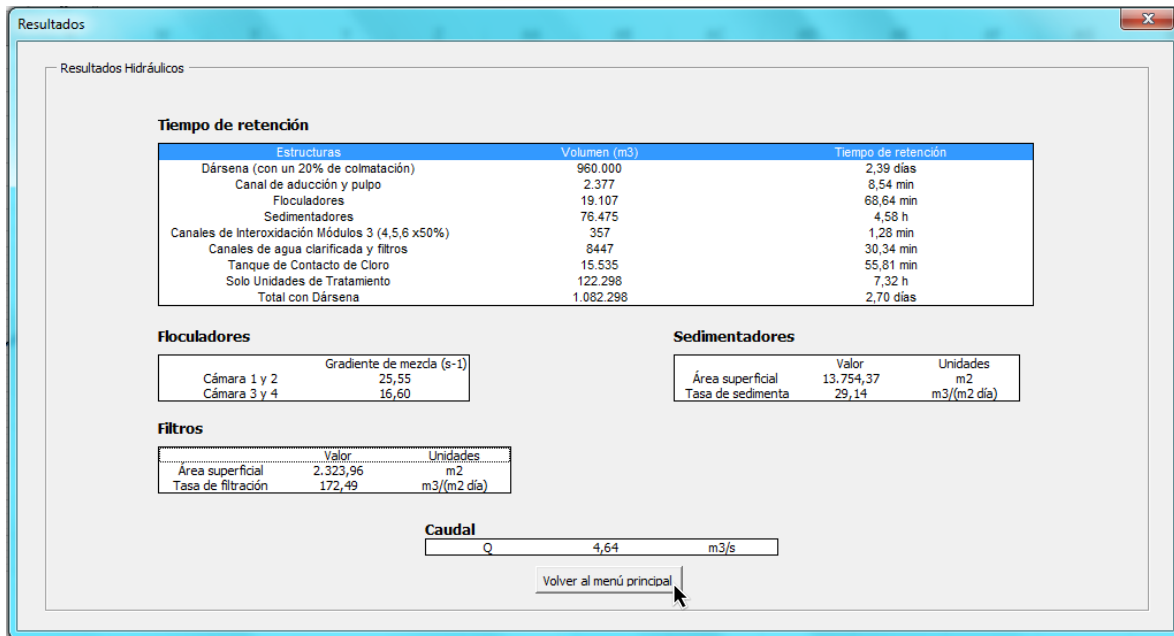 Resultados
Resultados Hidráulicos
Tiempo de retención
Estructuras Volumen (m3) Tiempo de retención
Dársena (con un 20% de colmatación) 960.000 2,39 días
Canal de aducción y pulpo 2.377 8,54 min
Floculadores 19.107 68,64 min
Sedimentadores 76.475 4,58 h
Canales de Interoxidación Módulos 3 (4,5,6 x50%) 357 1,28 min
Canales de agua clarificada y filtros 8447 30,34 min
Tanque de Contacto de Cloro 15.535 55,81 min
Solo Unidades de Tratamiento 122.298 7,32 h
Total con Dársena 1.082.298 2,70 días
Floculadores
Gradiente de mezcla (s-1)
Cámara 1 y 2 25,55
Cámara 3 y 4 16,60
Sedimentadores
Valor Unidades
Área superficial 13.754,37 m2
Tasa de sedimenta 29,14 m3/(m2 día)
Filtros
Valor Unidades
Área superficial 2.323,96 m2
Tasa de filtración 172,49 m3/(m2 día)
Caudal
Q 4,64 m3/s
Volver al menú principal